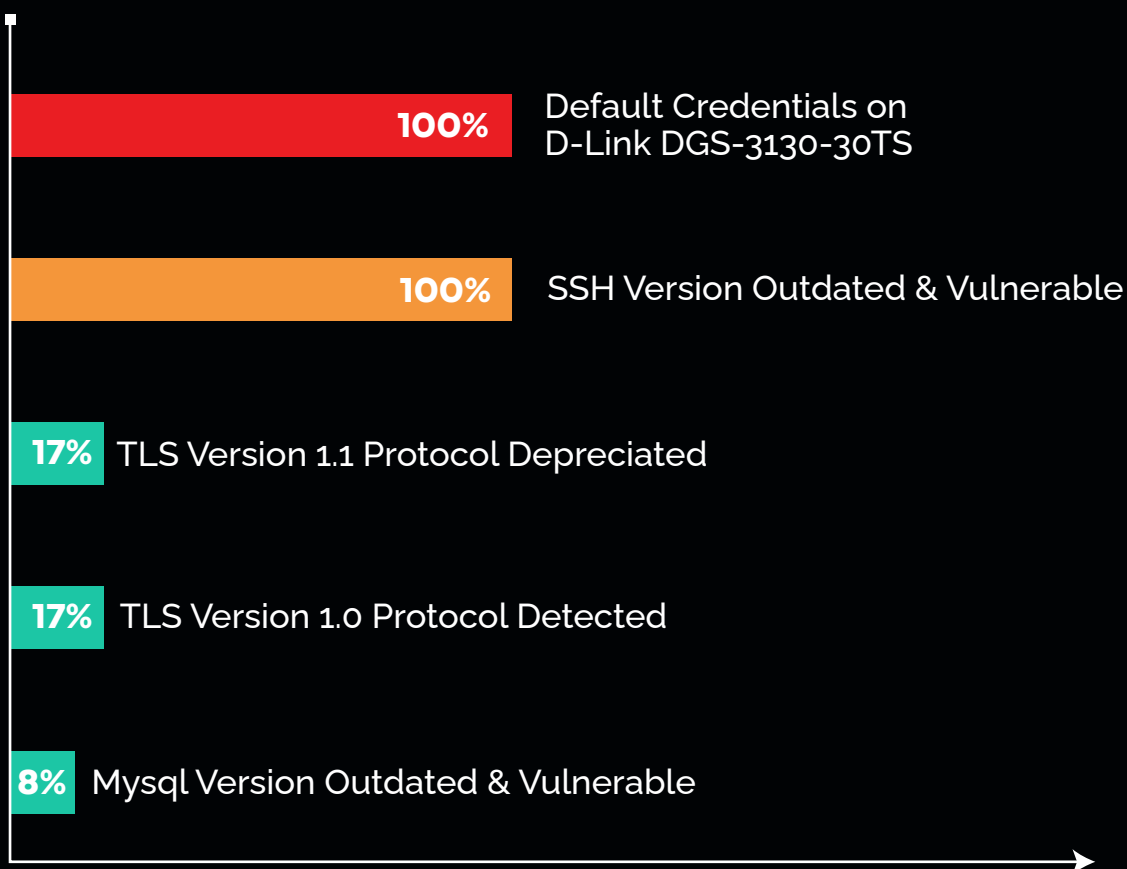 100%
Default Credentials on
D-Link DGS-3130-30TS
100%
SSH Version Outdated & Vulnerable
17%
TLS Version 1.1 Protocol Depreciated
17%
TLS Version 1.0 Protocol Detected
8%
Mysql Version Outdated & Vulnerable